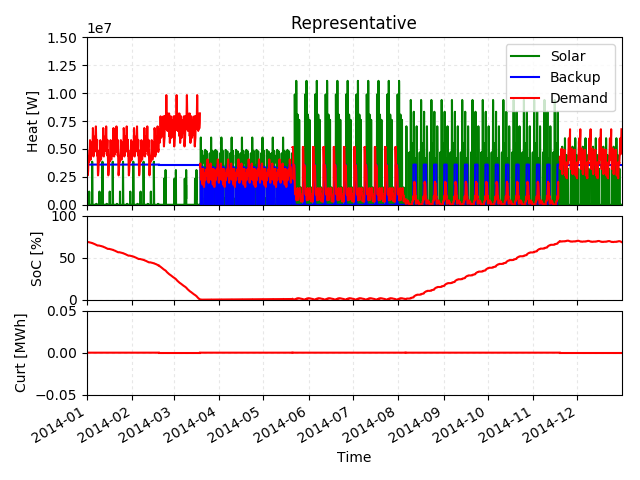 Representative
1e7
1.50
1.25
1.00
0.75
0.50
0.25
0.00
Heat [W]
Solar
Backup
Demand
100
50
0
SoC [%]
0.05
0.00
−0.05
Curt [MWh]
2014-01
2014-02
2014-03
2014-04
2014-05
2014-06
2014-07
2014-08
2014-09
2014-10
2014-11
2014-12
Time